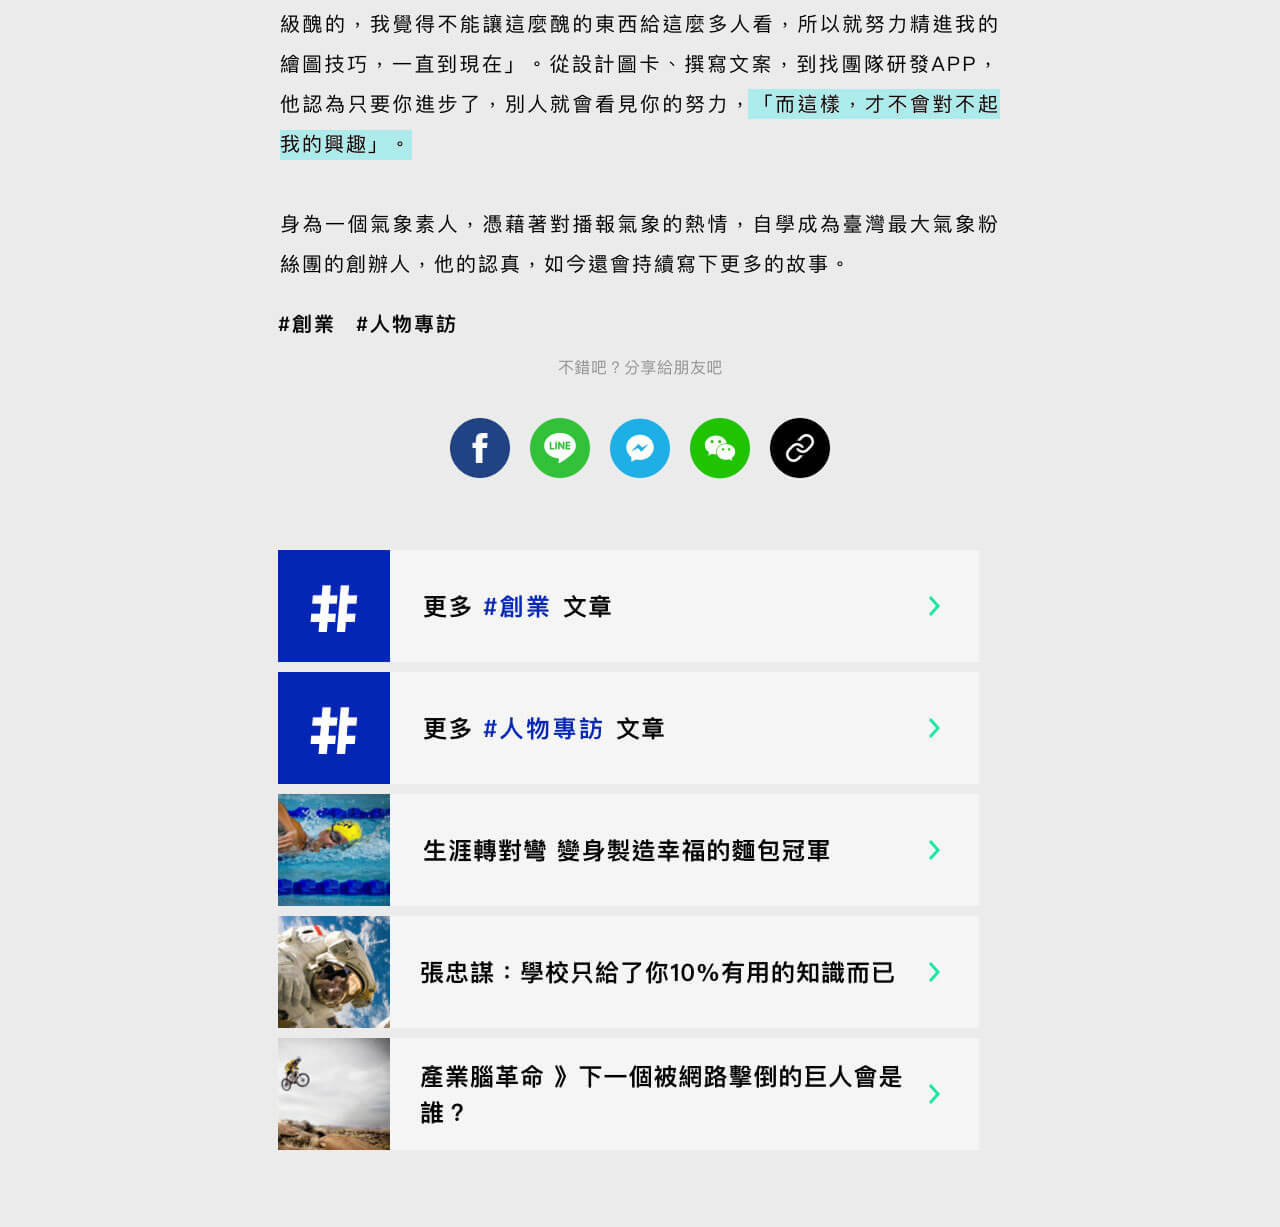 級醜的，我覺得不能讓這麼醜的東西給這麼多人看，所以就努力精進我的
繪圖技巧，一直到現在」。從設計圖卡、撰寫文案，到找團隊研發APP，
他認為只要你進步了，別人就會看見你的努力，「而這樣，才不會對不起
我的興趣」。
身為一個氣象素人，憑藉著對播報氣象的熱情，自學成為臺灣最大氣象粉
絲團的創辦人，他的認真，如今還會持續寫下更多的故事。
#創業 #人物專訪
不錯吧？分享給朋友吧
f LINE
# 更多 #創業 文章
# 更多 #人物專訪 文章
生涯轉對彎 變身製造幸福的麵包冠軍
張忠謀：學校只給了你10%有用的知識而已
產業腦革命 》下一個被網路擊倒的巨人會是
誰？